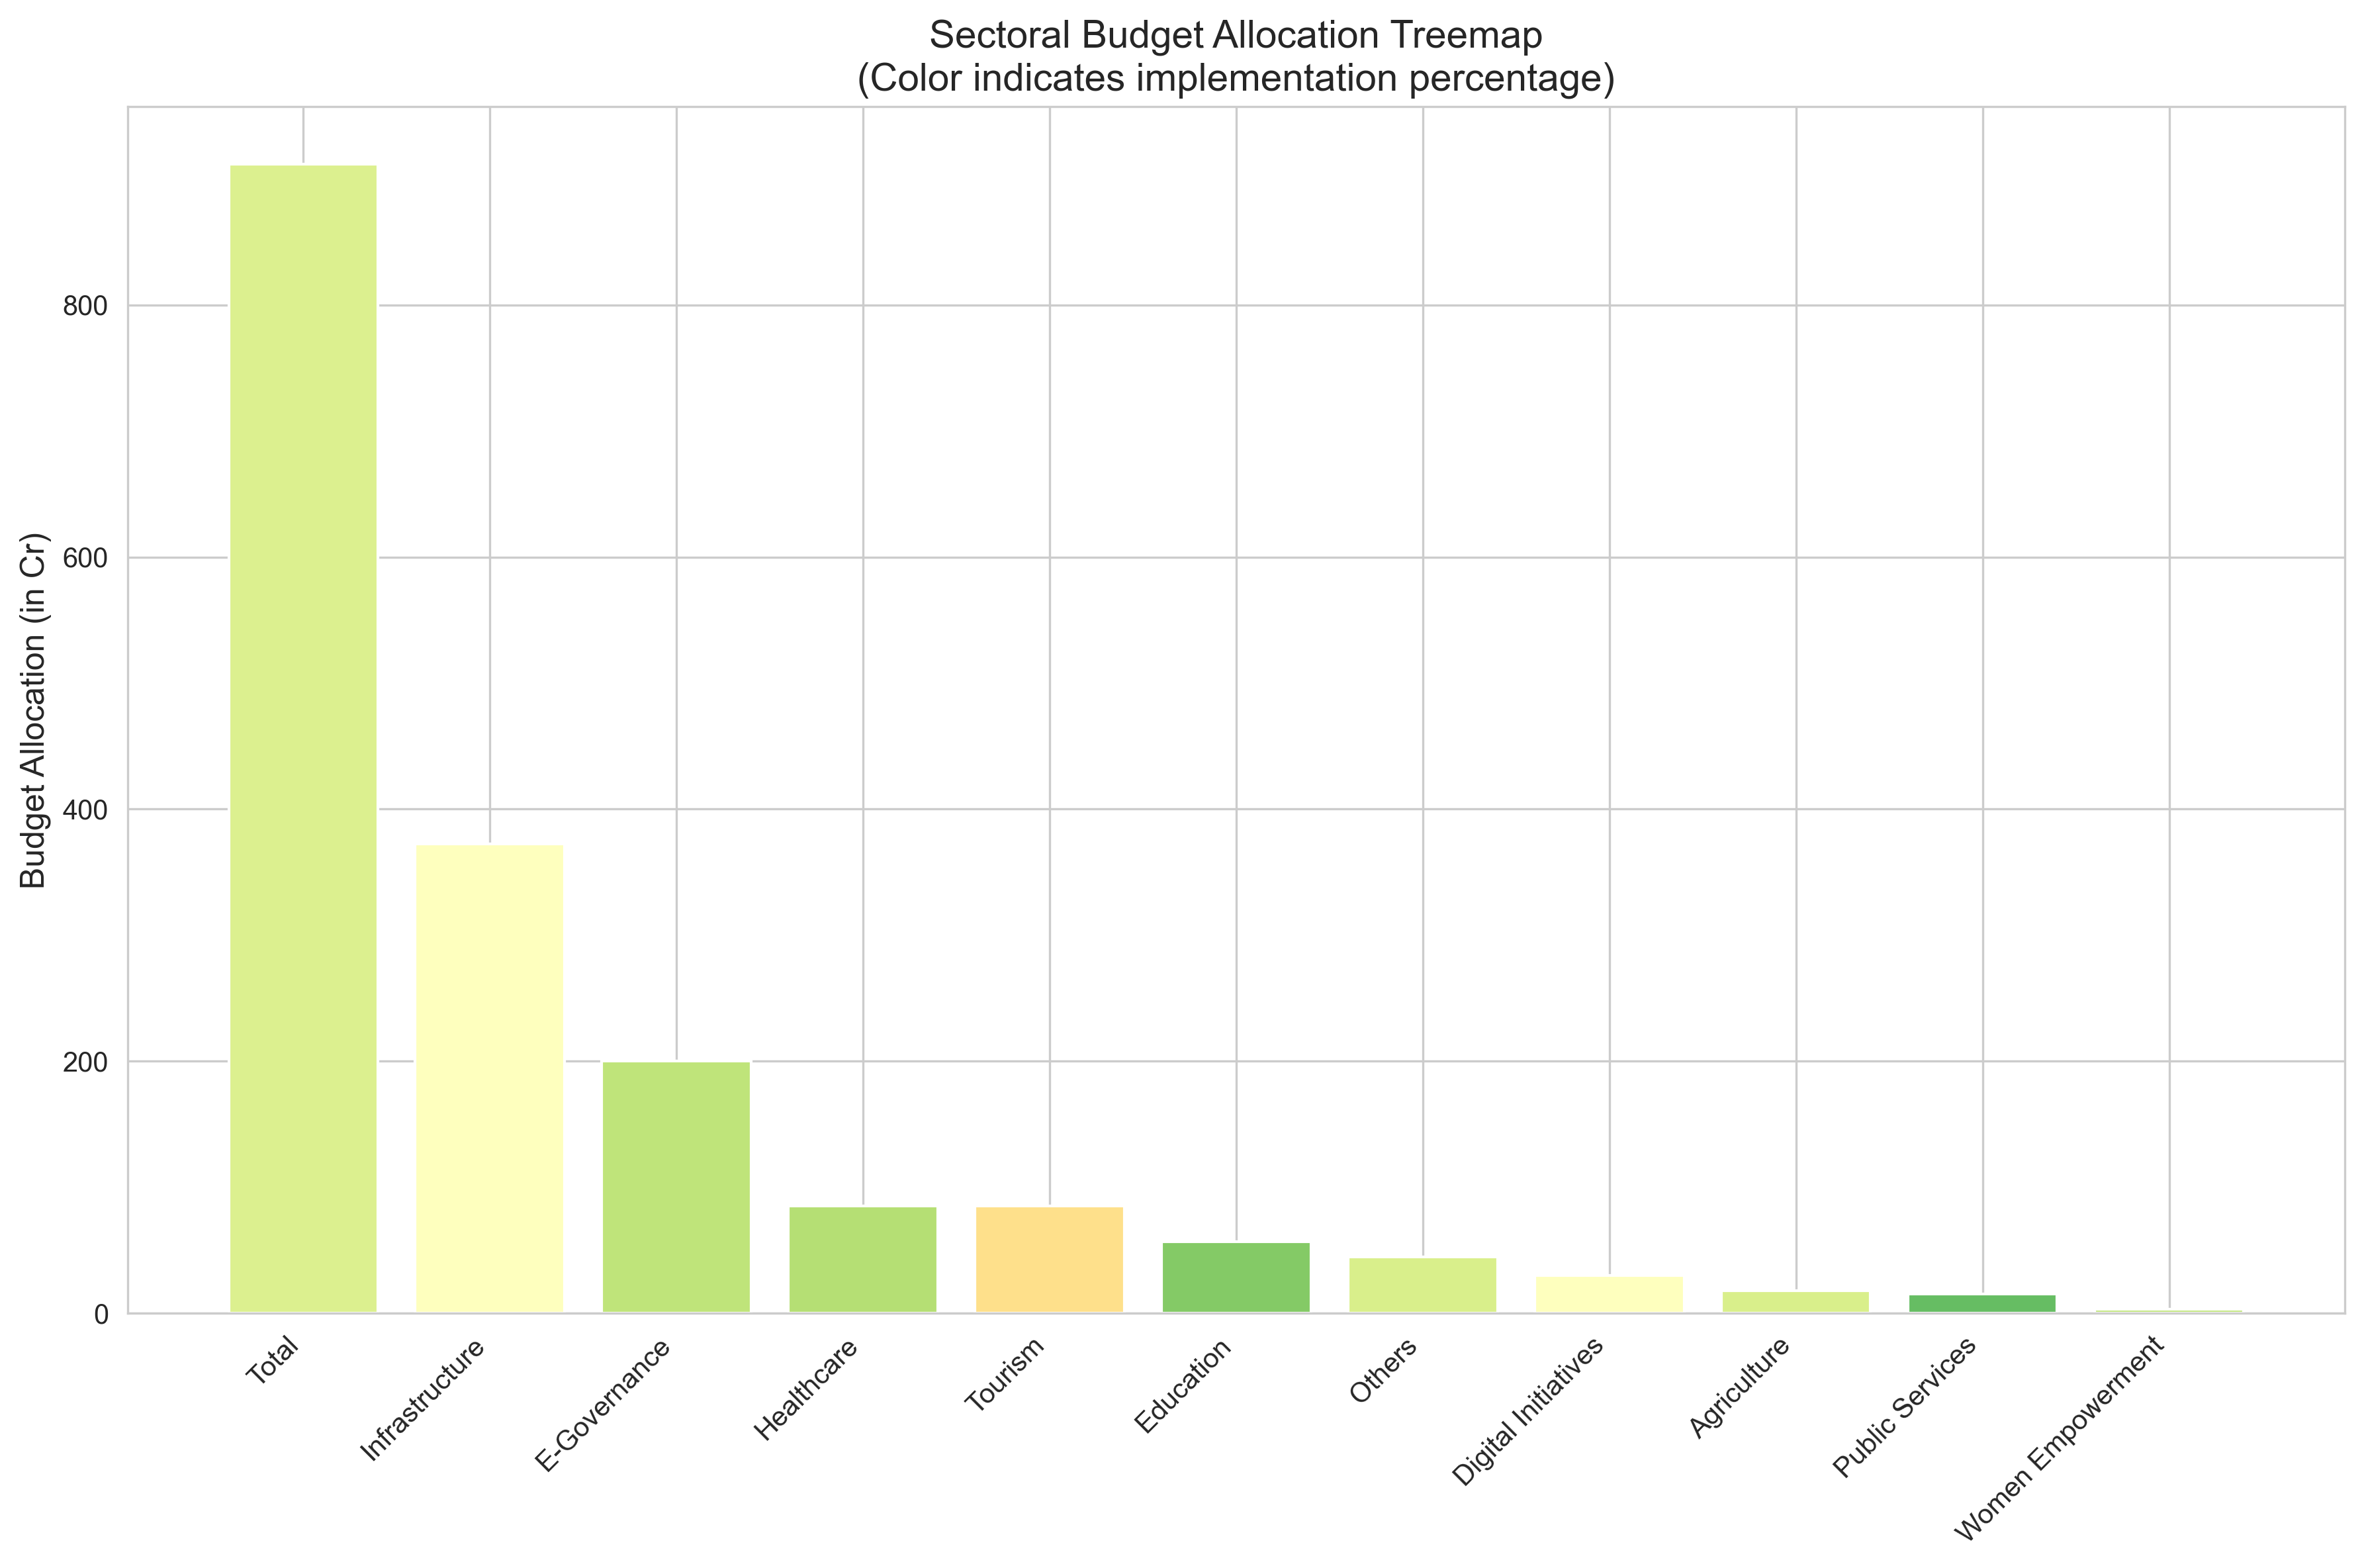 Sectoral Budget Allocation Treemap
(Color indicates implementation percentage)
Budget Allocation (in Cr)
800
600
400
200
0
Total
Infrastructure
E-Governance
Healthcare
Tourism
Education
Others
Digital Initiatives
Agriculture
Public Services
Women Empowerment